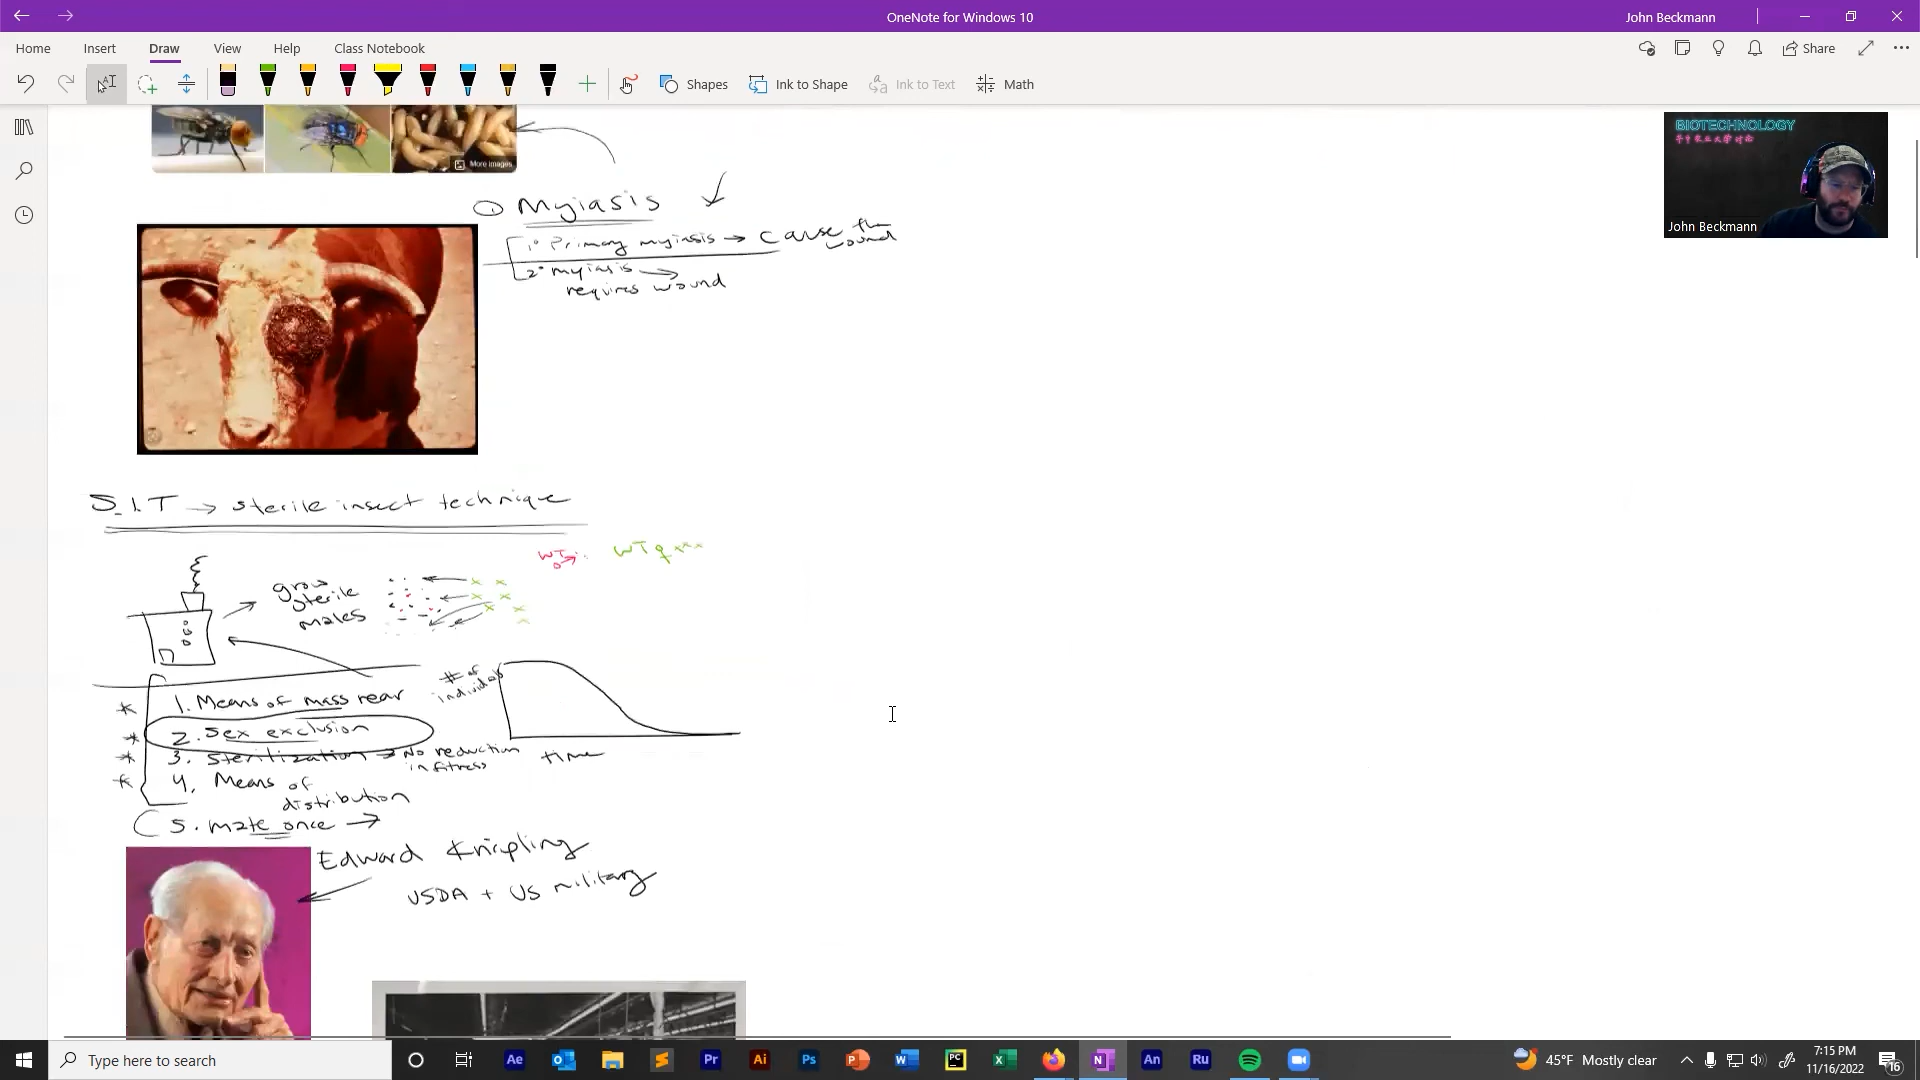 OneNote for Windows 10
John Beckmann
Home Insert Draw View Help Class Notebook
Share
Shapes Ink to Shape Ink to Text Math
More images
BIOTECHNOLOGY
John Beckmann
① Myiasis
1° Primary myiasis → cause the wound
2° myiasis →
requires wound
S.I.T → sterile insect technique
WT
WT ♀ x x x
grow
sterile
males
# of
individuals
1. Means of mass rear
2. Sex exclusion
3. Sterilization → No reduction
in fitness
time
4. Means of
distribution
5. mate once →
Edward Knipling
USDA + US military
Type here to search
45°F Mostly clear
7:15 PM
11/16/2022
16